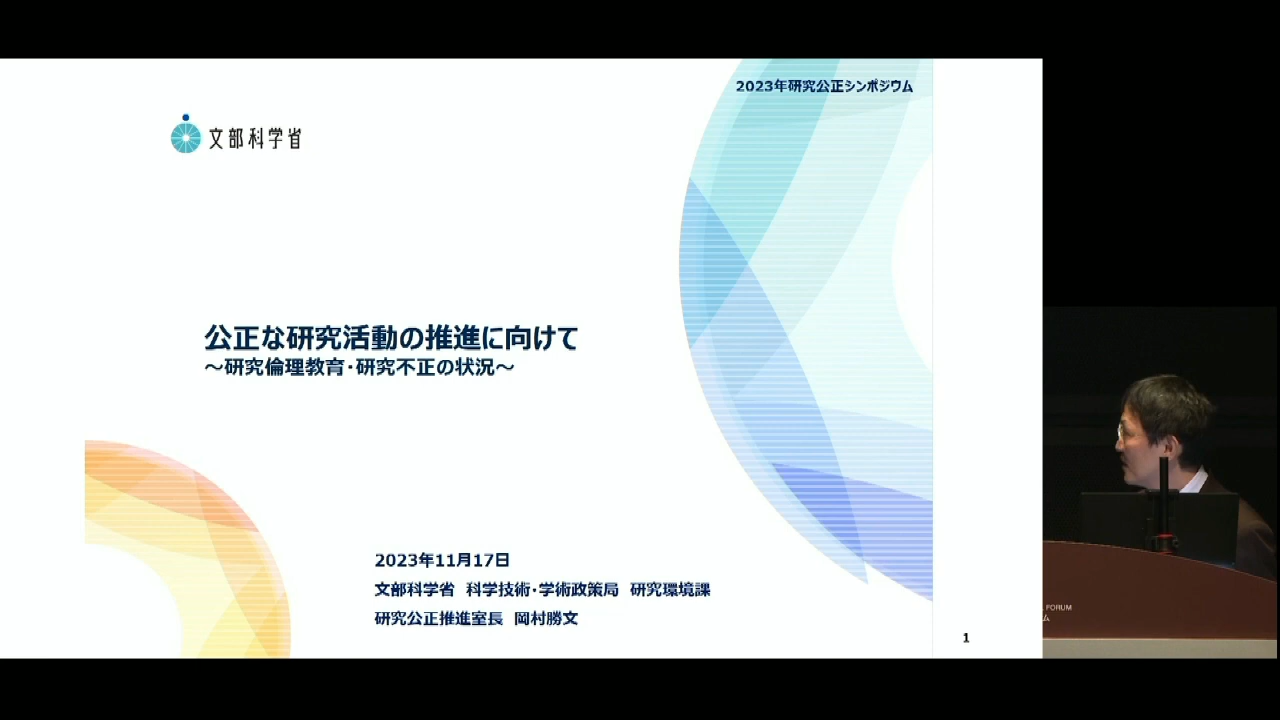 2023年研究公正シンポジウム
文部科学省
公正な研究活動の推進に向けて
～研究倫理教育・研究不正の状況～
2023年11月17日
文部科学省 科学技術・学術政策局 研究環境課
研究公正推進室長 岡村勝文
1
FORUM
ム